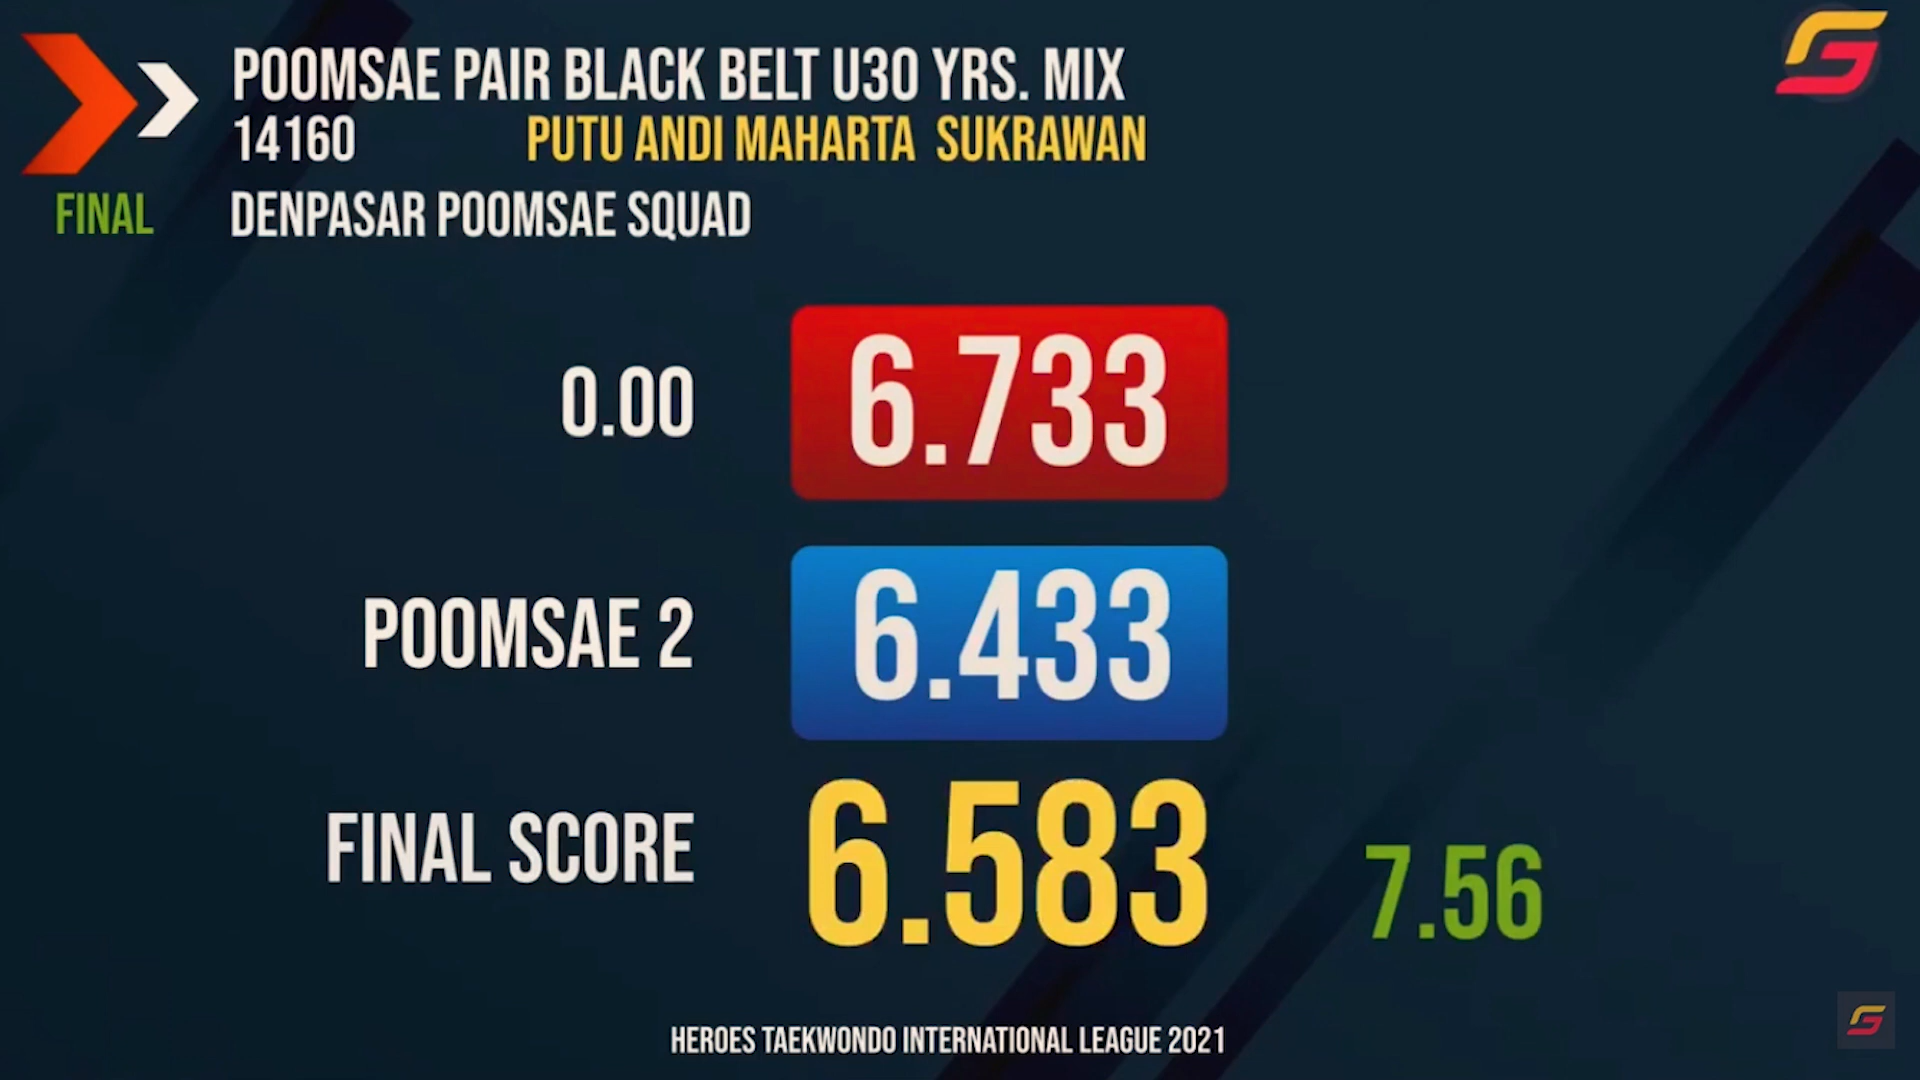 POOMSAE PAIR BLACK BELT U30 YRS. MIX
14160 PUTU ANDI MAHARTA SUKRAWAN
FINAL DENPASAR POOMSAE SQUAD
0.00 6.733
POOMSAE 2 6.433
FINAL SCORE 6.583 7.56
HEROES TAEKWONDO INTERNATIONAL LEAGUE 2021